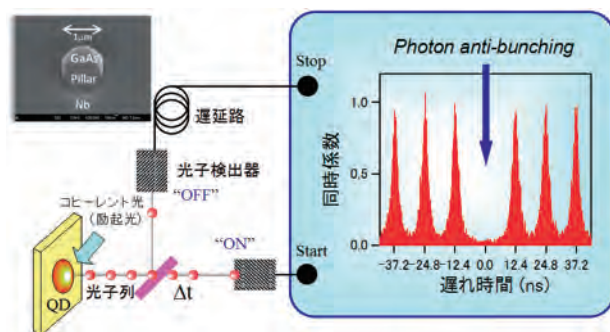 1μm
GaAs
Pillar
Nb
遅延路
光子検出器
"OFF"
コヒーレント光
(励起光)
"ON"
QD
光子列
Δt
Stop
Start
Photon anti-bunching
同時係数
1.0
0.5
0.0
-37.2 -24.8 -12.4 0.0 12.4 24.8 37.2
遅れ時間 (ns)